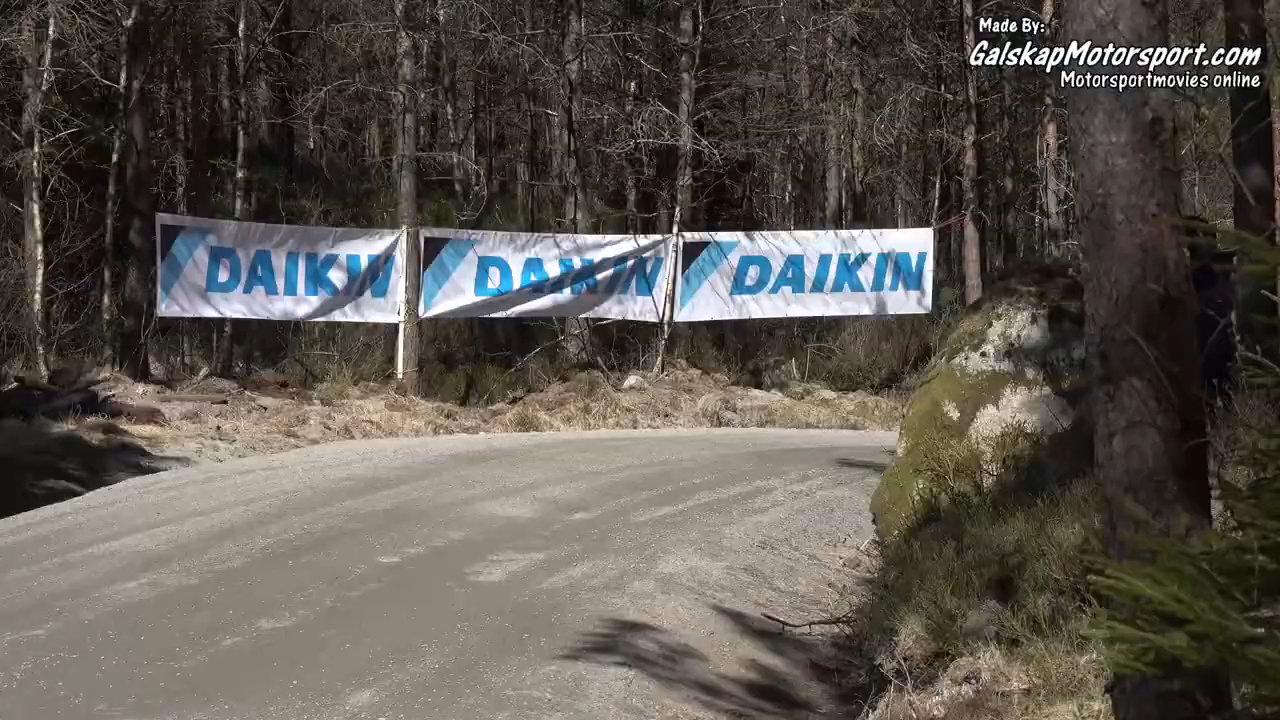 Made By:
GalskapMotorsport.com
Motorsportmovies online
DAIKIN
DAIKIN
DAIKIN